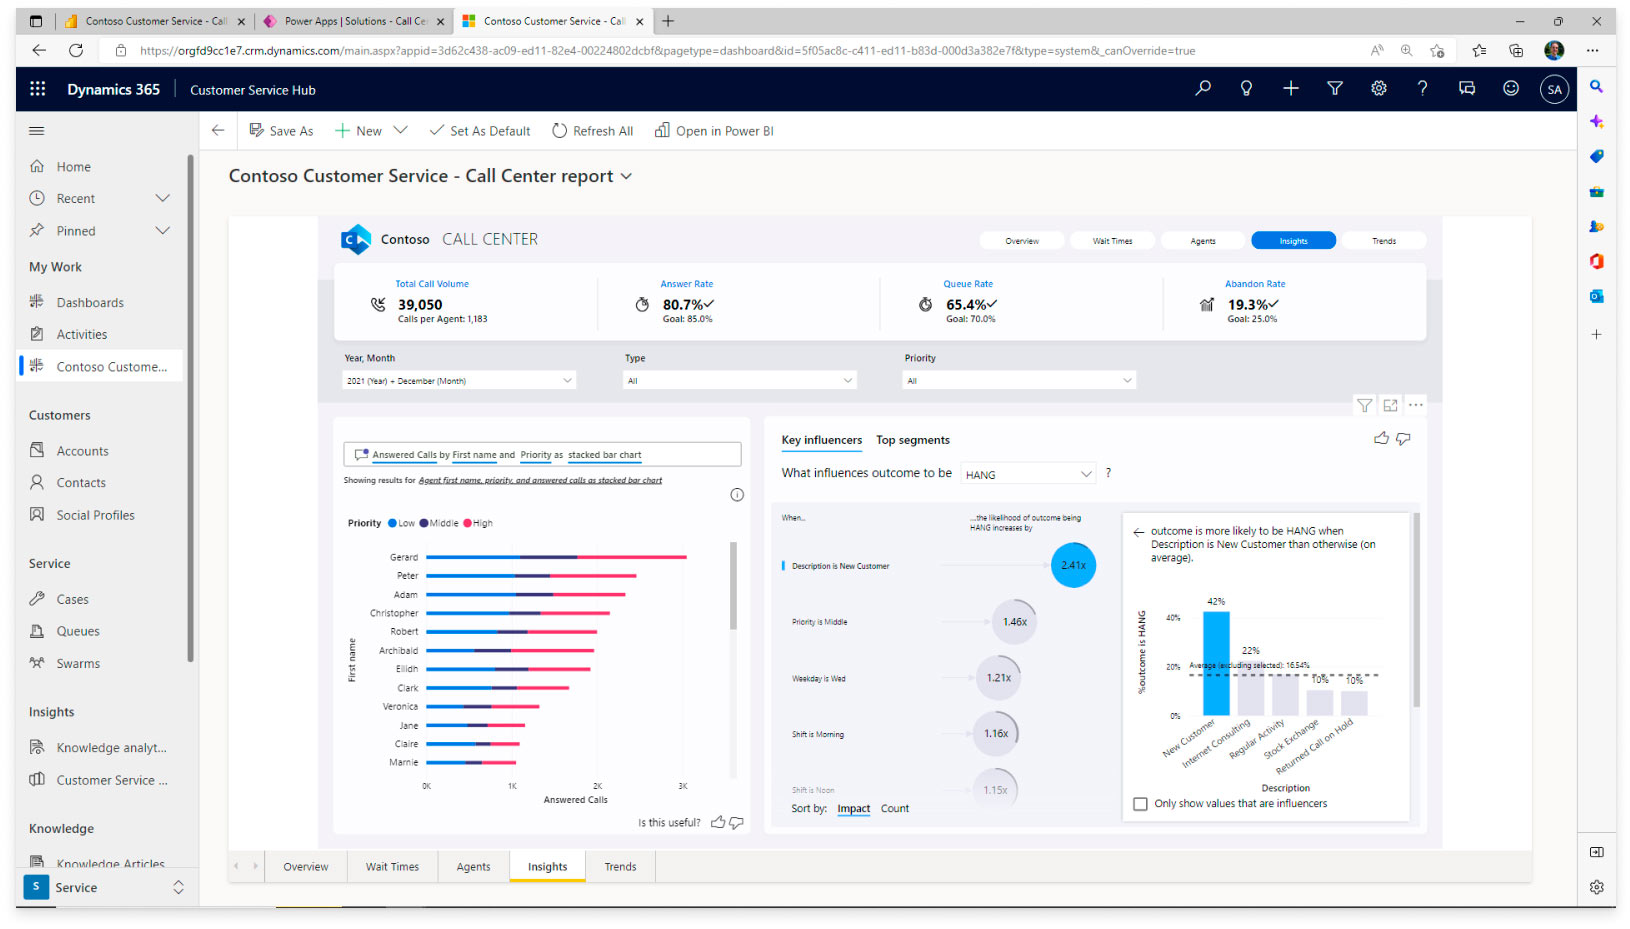 Contoso Customer Service - Call
Power Apps | Solutions - Call Ce
Contoso Customer Service - Call
https://orgfd9cc1e7.crm.dynamics.com/main.aspx?appid=3d62c438-ac09-ed11-82e4-00224802dcbf&pagetype=dashboard&id=5f05ac8c-c411-ed11-b83d-000d3a382e7f&type=system&_canOverride=true
Dynamics 365
Customer Service Hub
SA
Save As
New
Set As Default
Refresh All
Open in Power BI
Home
Recent
Pinned
My Work
Dashboards
Activities
Contoso Custome...
Customers
Accounts
Contacts
Social Profiles
Service
Cases
Queues
Swarms
Insights
Knowledge analyt...
Customer Service ...
Knowledge
Knowledge Articles
S Service
Contoso Customer Service - Call Center report
C Contoso CALL CENTER
Overview
Wait Times
Agents
Insights
Trends
Total Call Volume
39,050
Calls per Agent: 1,183
Answer Rate
80.7%✓
Goal: 85.0%
Queue Rate
65.4%✓
Goal: 70.0%
Abandon Rate
19.3%✓
Goal: 25.0%
Year, Month
2021 (Year) + December (Month)
Type
All
Priority
All
Answered Calls by First name and Priority as stacked bar chart
Showing results for Agent first name, priority, and answered calls as stacked bar chart
Priority Low Middle High
First name
Gerard
Peter
Adam
Christopher
Robert
Archibald
Ellidh
Clark
Veronica
Jane
Claire
Marnie
0K 1K 2K 3K
Answered Calls
Is this useful?
Key influencers
Top segments
What influences outcome to be HANG ?
When...
...the likelihood of outcome being
HANG increases by
Description is New Customer
2.41x
Priority is Middle
1.46x
Weekday is Wed
1.21x
Shift is Morning
1.16x
Shift is Noon
1.15x
Sort by: Impact Count
outcome is more likely to be HANG when
Description is New Customer than otherwise (on
average).
%outcome is HANG
40%
20%
0%
42%
22%
Average (excluding selected): 16.54%
10%
10%
New Customer
Internet Consulting
Regular Activity
Stock Exchange
Returned Call on Hold
Description
Only show values that are influencers
Overview
Wait Times
Agents
Insights
Trends